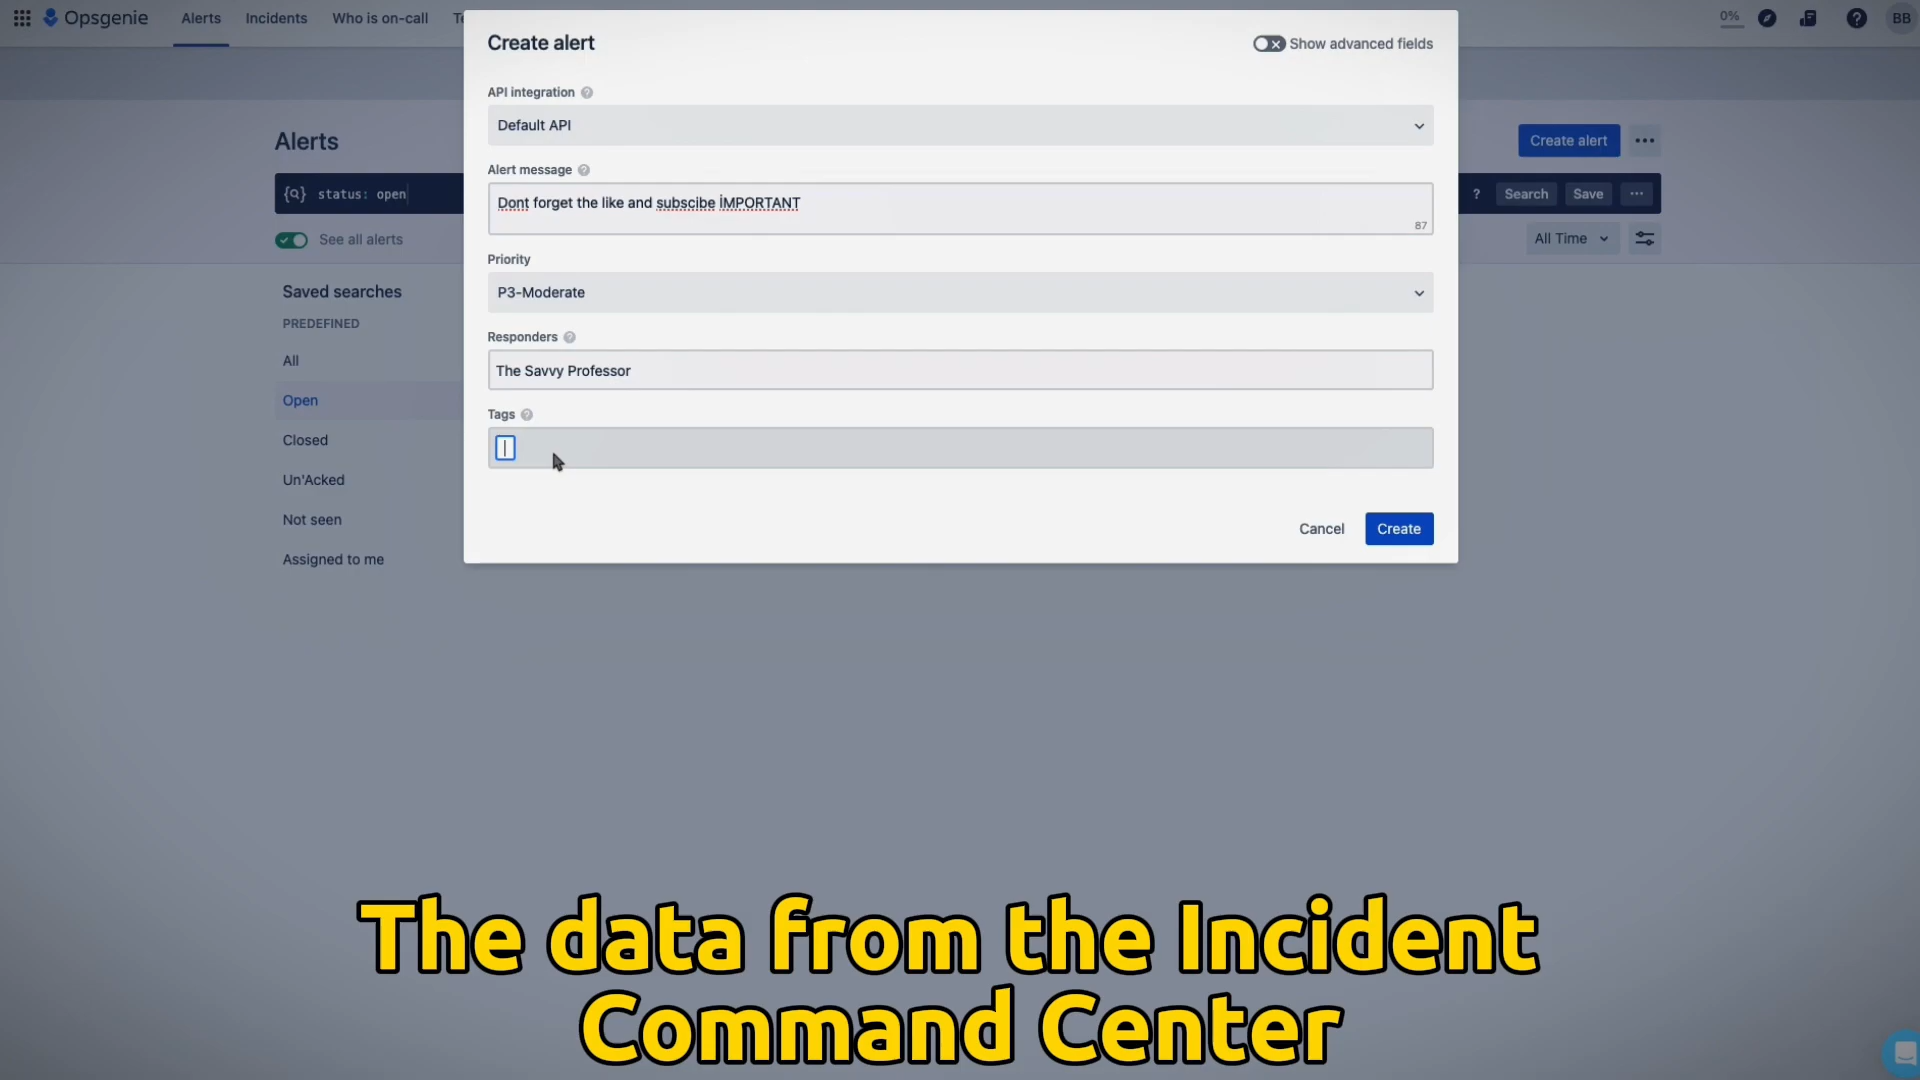 Opsgenie
Alerts
Incidents
Who is on-call
0%
BB
Create alert
Show advanced fields
API integration
Default API
Alerts
Create alert
Alert message
status: open
Dont forget the like and subscibe İMPORTANT
87
? Search Save
See all alerts
All Time
Priority
P3-Moderate
Saved searches
PREDEFINED
All
Open
Closed
Un'Acked
Not seen
Assigned to me
Responders
The Savvy Professor
Tags
Cancel
Create
The data from the Incident
Command Center